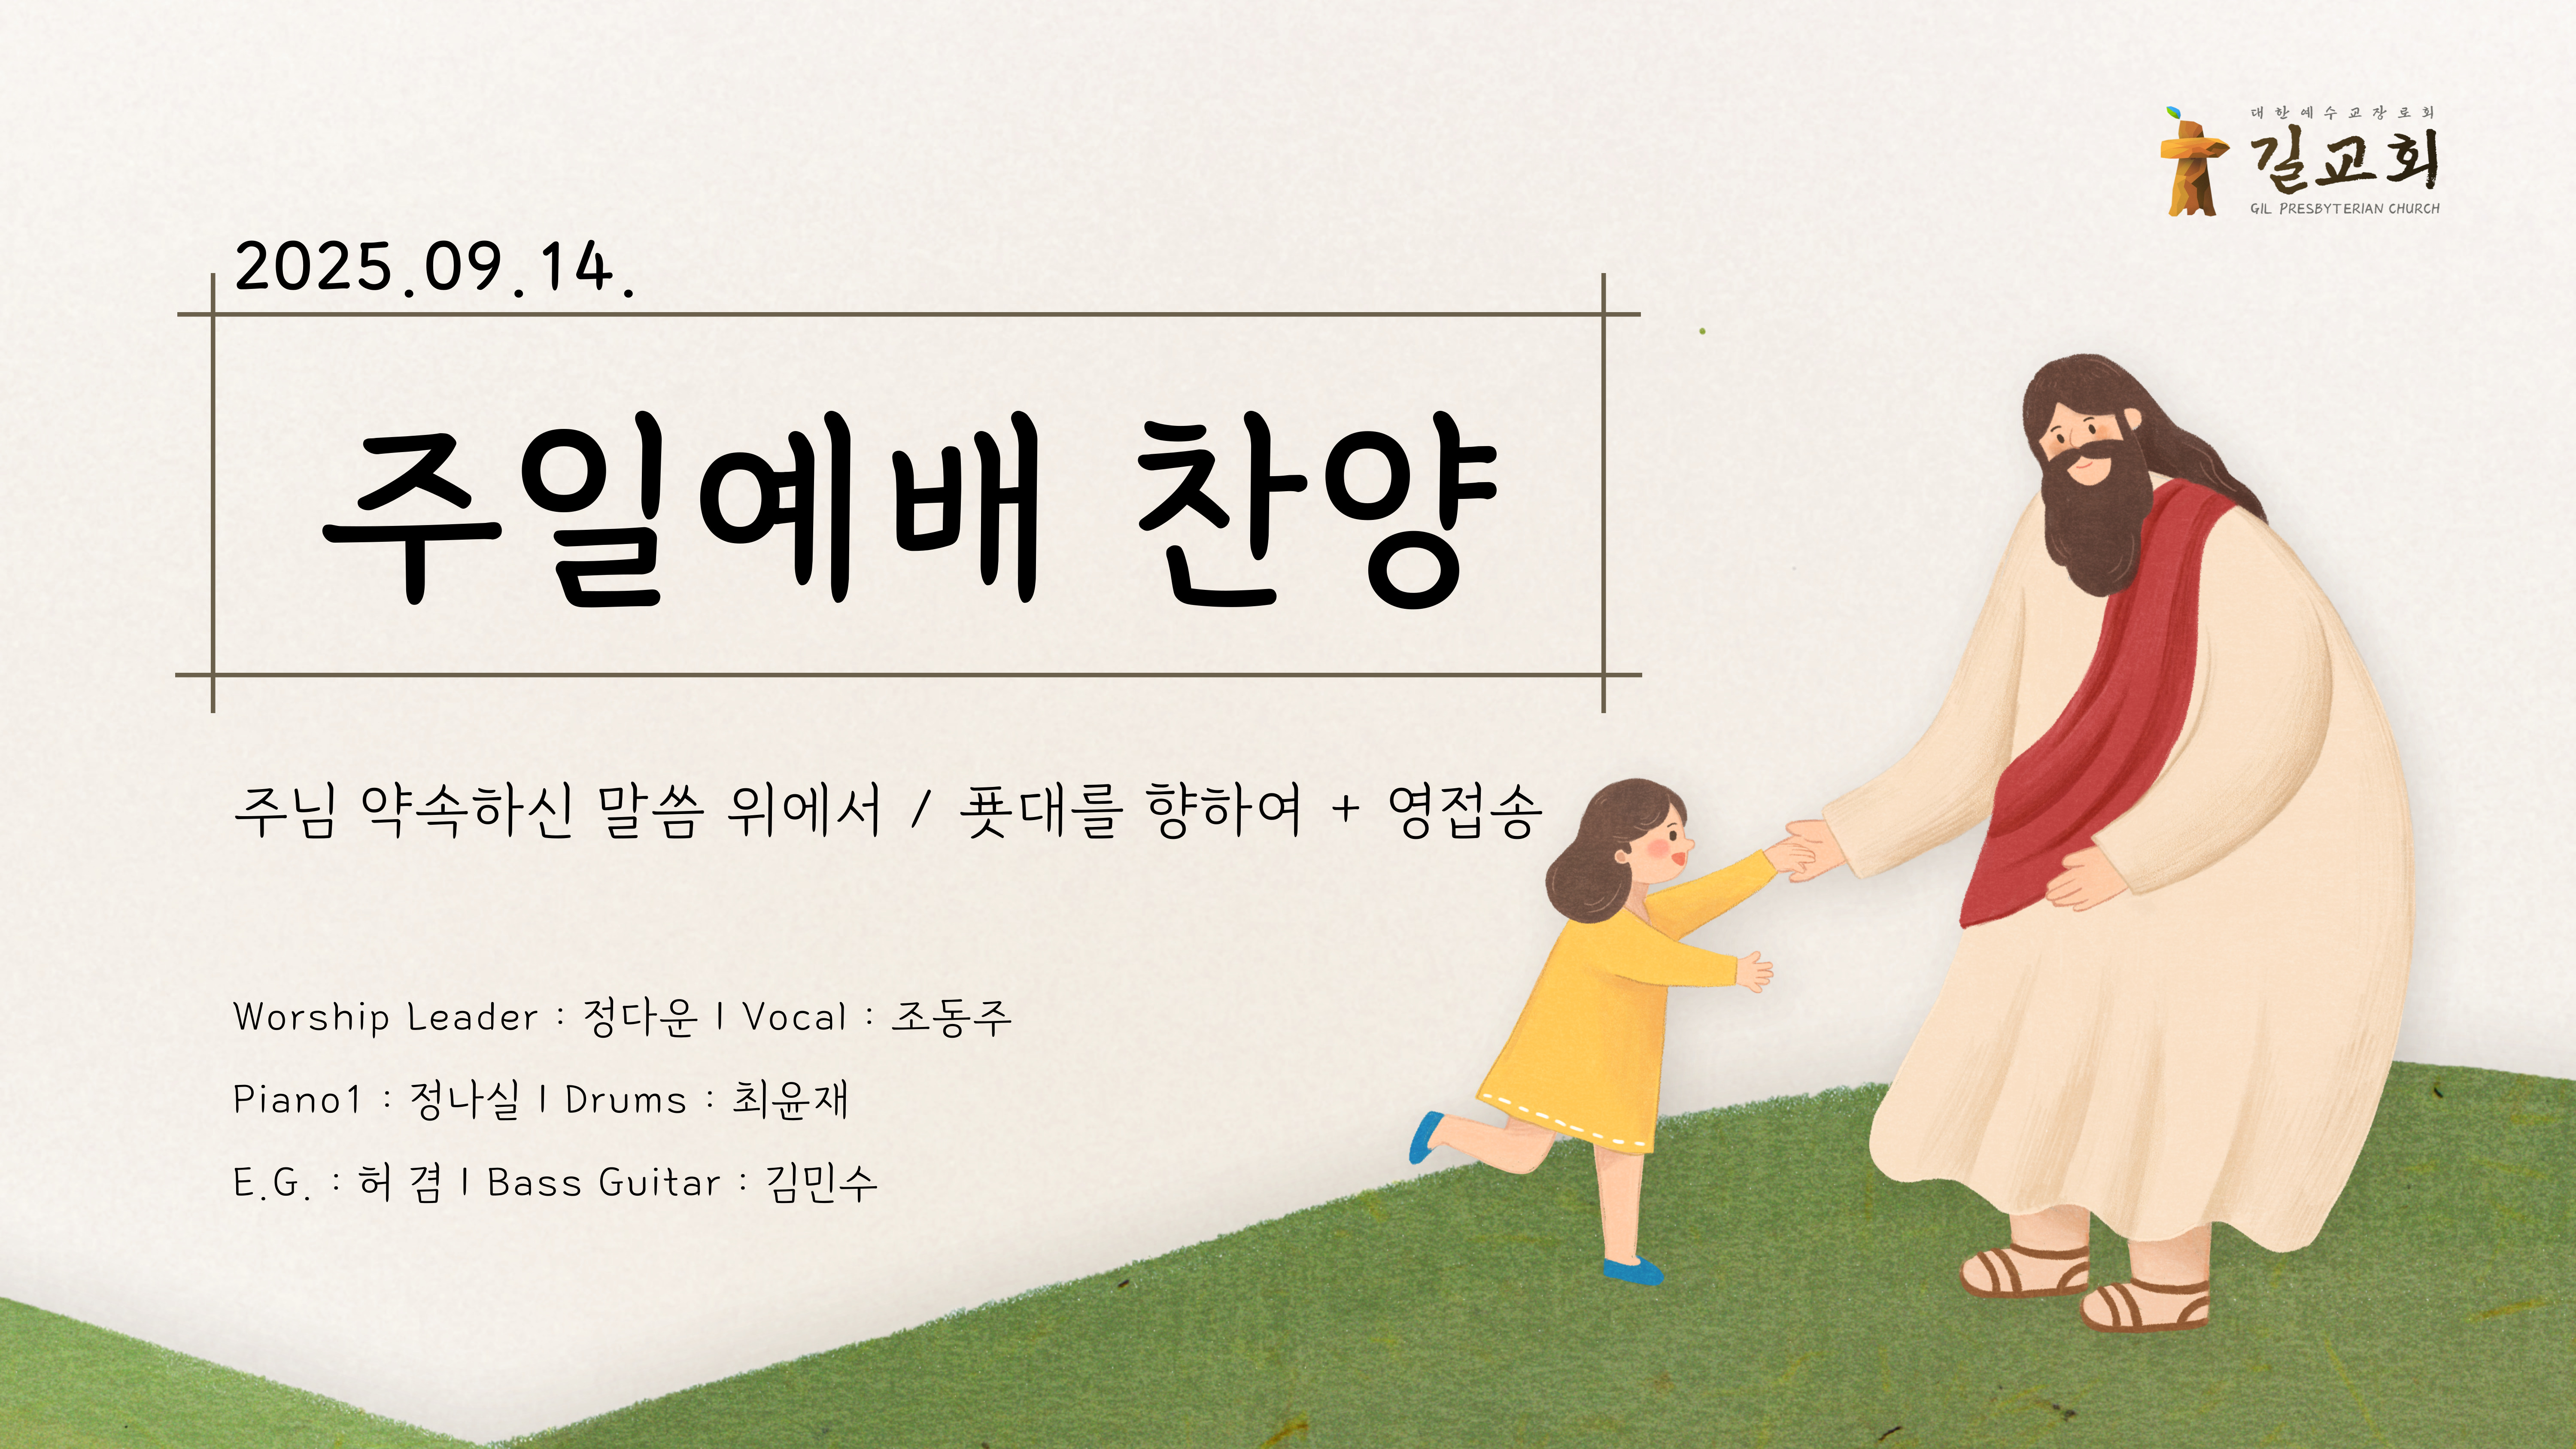 대한예수교장로회
길교회
GIL PRESBYTERIAN CHURCH
2025.09.14.
주일예배 찬양
주님 약속하신 말씀 위에서 / 푯대를 향하여 + 영접송
Worship Leader : 정다운 | Vocal : 조동주
Piano1 : 정나실 | Drums : 최윤재
E.G. : 허 겸 | Bass Guitar : 김민수